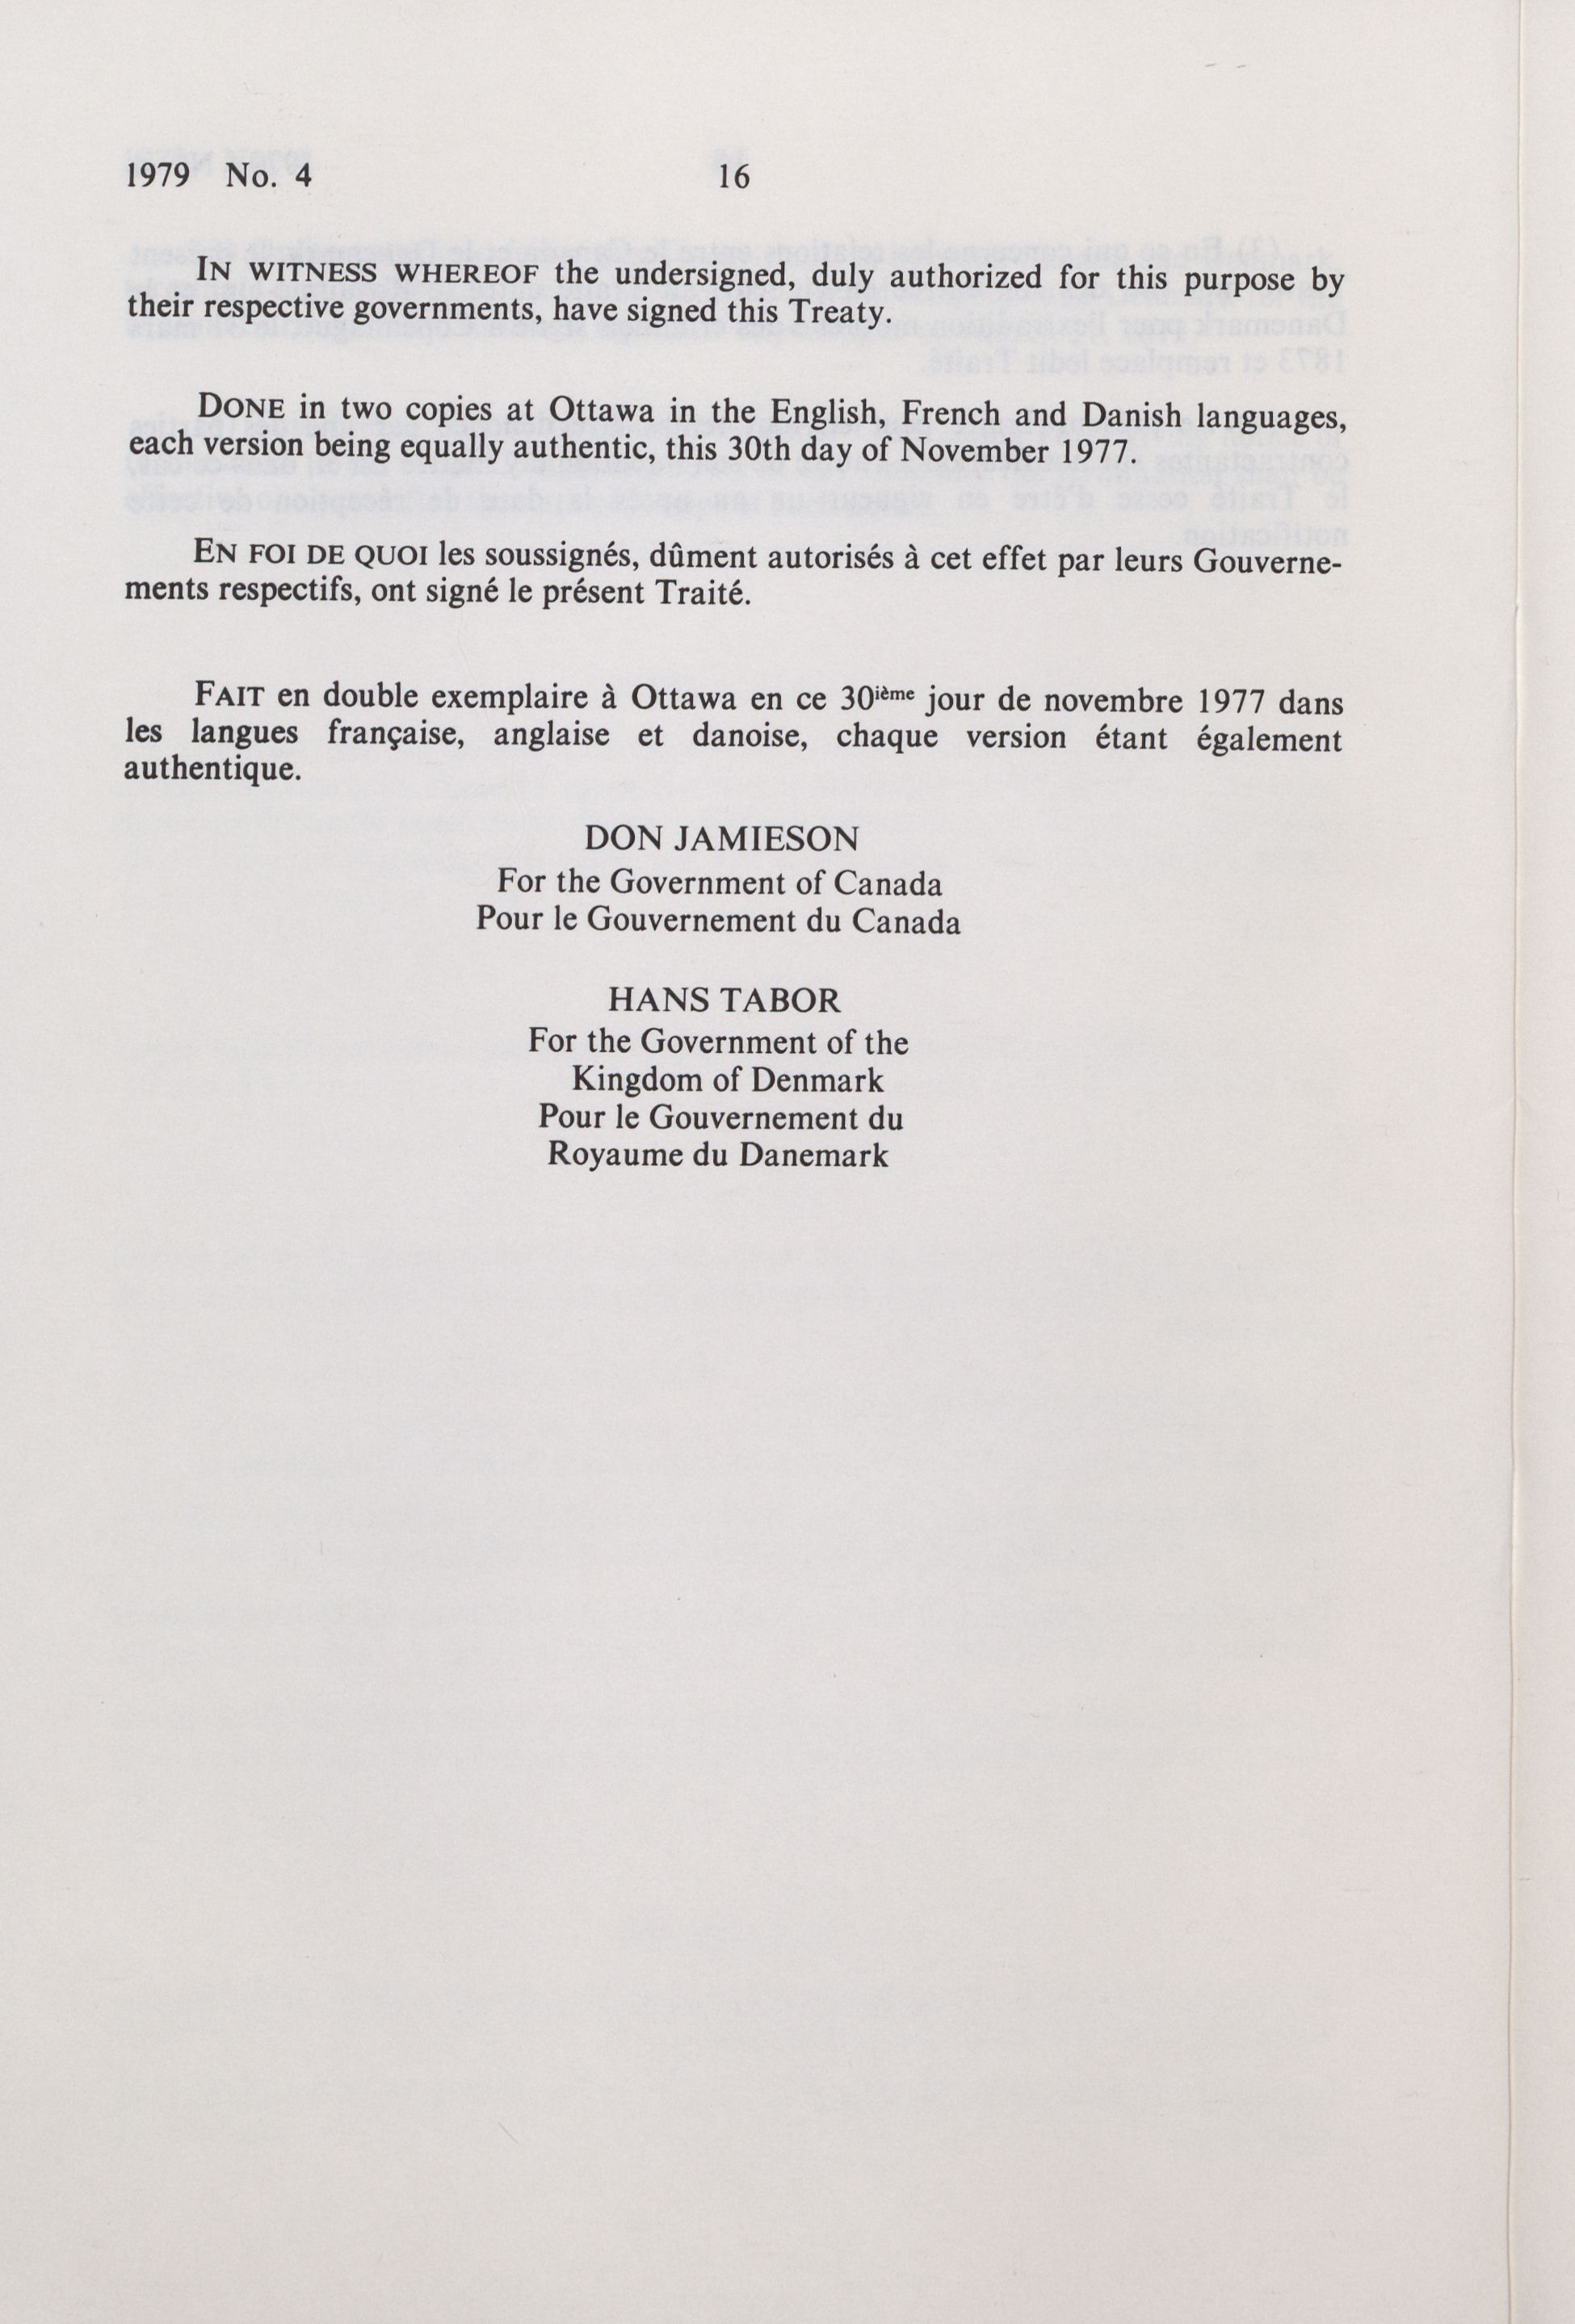 1979 No. 4 16
IN WITNESS WHEREOF the undersigned, duly authorized for this purpose by
their respective governments, have signed this Treaty.
DONE in two copies at Ottawa in the English, French and Danish languages,
each version being equally authentic, this 30th day of November 1977.
EN FOI DE QUOI les soussignés, dûment autorisés à cet effet par leurs Gouverne-
ments respectifs, ont signé le présent Traité.
FAIT en double exemplaire à Ottawa en ce 30ième jour de novembre 1977 dans
les langues française, anglaise et danoise, chaque version étant également
authentique.
DON JAMIESON
For the Government of Canada
Pour le Gouvernement du Canada
HANS TABOR
For the Government of the
Kingdom of Denmark
Pour le Gouvernement du
Royaume du Danemark